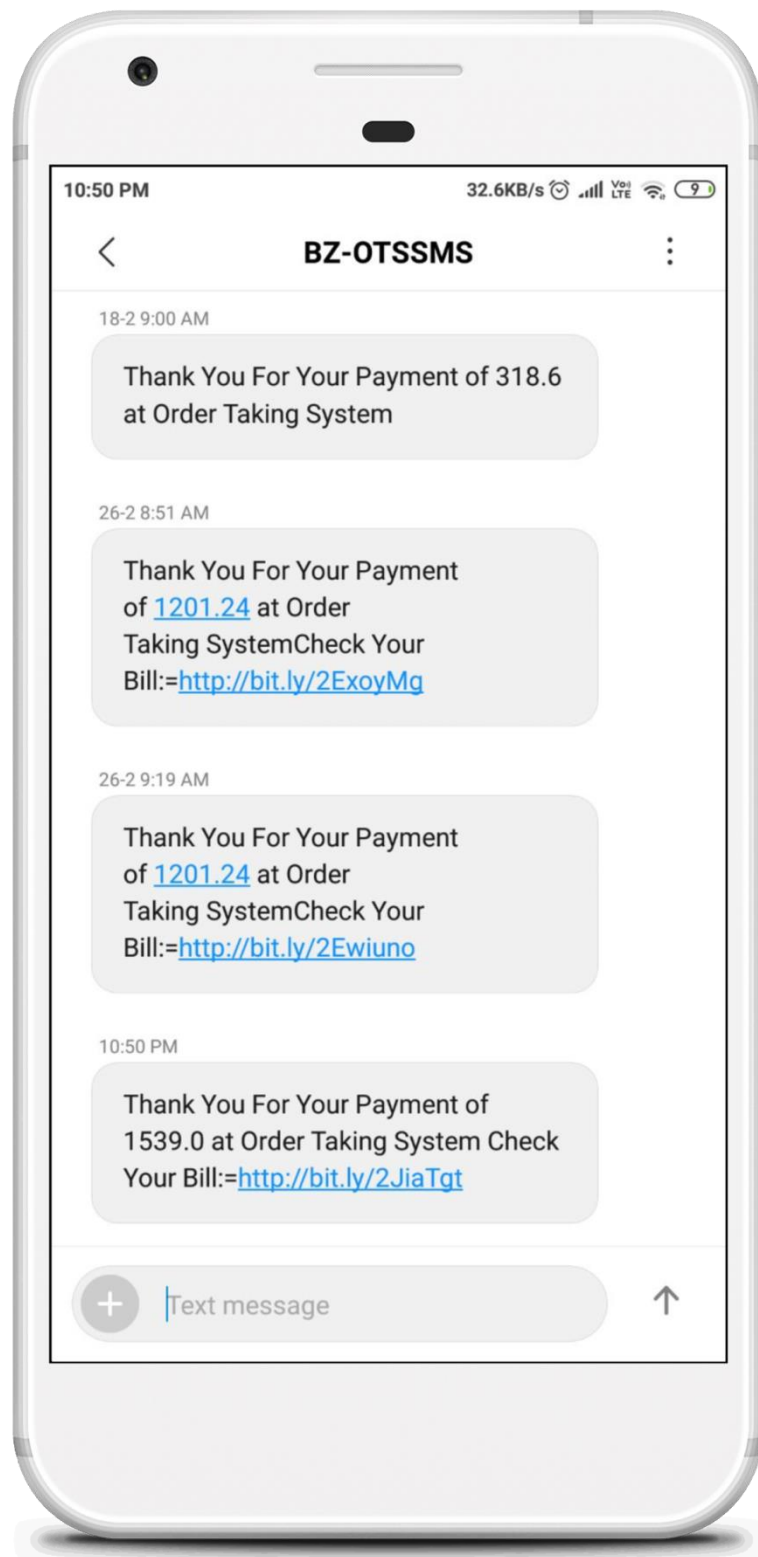 10:50 PM 32.6KB/s Vo) LTE 9
BZ-OTSSMS
18-2 9:00 AM
Thank You For Your Payment of 318.6
at Order Taking System
26-2 8:51 AM
Thank You For Your Payment
of 1201.24 at Order
Taking SystemCheck Your
Bill:=http://bit.ly/2ExoyMg
26-2 9:19 AM
Thank You For Your Payment
of 1201.24 at Order
Taking SystemCheck Your
Bill:=http://bit.ly/2Ewiuno
10:50 PM
Thank You For Your Payment of
1539.0 at Order Taking System Check
Your Bill:=http://bit.ly/2JiaTgt
Text message